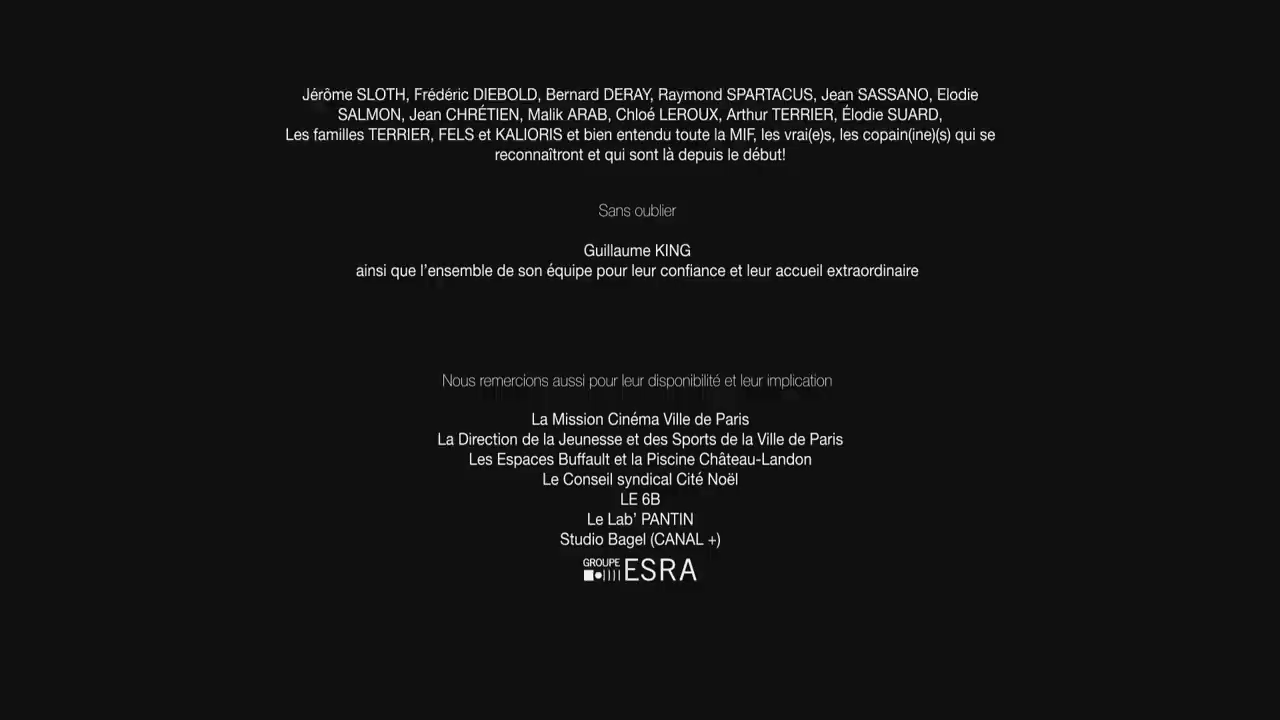 Jérôme SLOTH, Frédéric DIEBOLD, Bernard DERAY, Raymond SPARTACUS, Jean SASSANO, Elodie
SALMON, Jean CHRÉTIEN, Malik ARAB, Chloé LEROUX, Arthur TERRIER, Élodie SUARD,
Les familles TERRIER, FELS et KALIORIS et bien entendu toute la MIF, les vrai(e)s, les copain(ine)(s) qui se
reconnaîtront et qui sont là depuis le début!
Sans oublier
Guillaume KING
ainsi que l’ensemble de son équipe pour leur confiance et leur accueil extraordinaire
Nous remercions aussi pour leur disponibilité et leur implication
La Mission Cinéma Ville de Paris
La Direction de la Jeunesse et des Sports de la Ville de Paris
Les Espaces Buffault et la Piscine Château-Landon
Le Conseil syndical Cité Noël
LE 6B
Le Lab’ PANTIN
Studio Bagel (CANAL +)
GROUPE ESRA